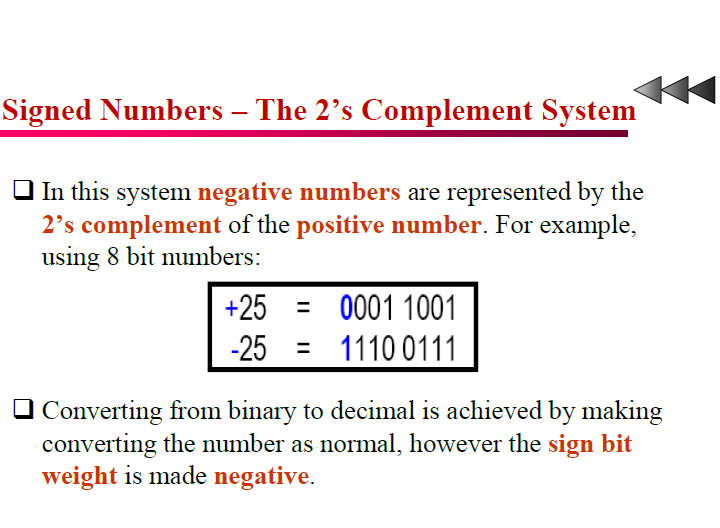 Signed Numbers – The 2’s Complement System
❑ In this system negative numbers are represented by the
2’s complement of the positive number. For example,
using 8 bit numbers:
+25 = 0001 1001
-25 = 1110 0111
❑ Converting from binary to decimal is achieved by making
converting the number as normal, however the sign bit
weight is made negative.